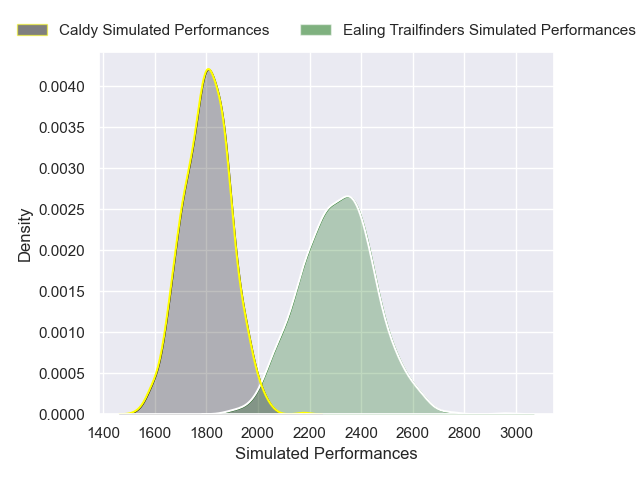 Caldy Simulated Performances
Ealing Trailfinders Simulated Performances
0.0040
0.0035
0.0030
0.0025
0.0020
0.0015
0.0010
0.0005
0.0000
Density
1400 1600 1800 2000 2200 2400 2600 2800 3000
Simulated Performances